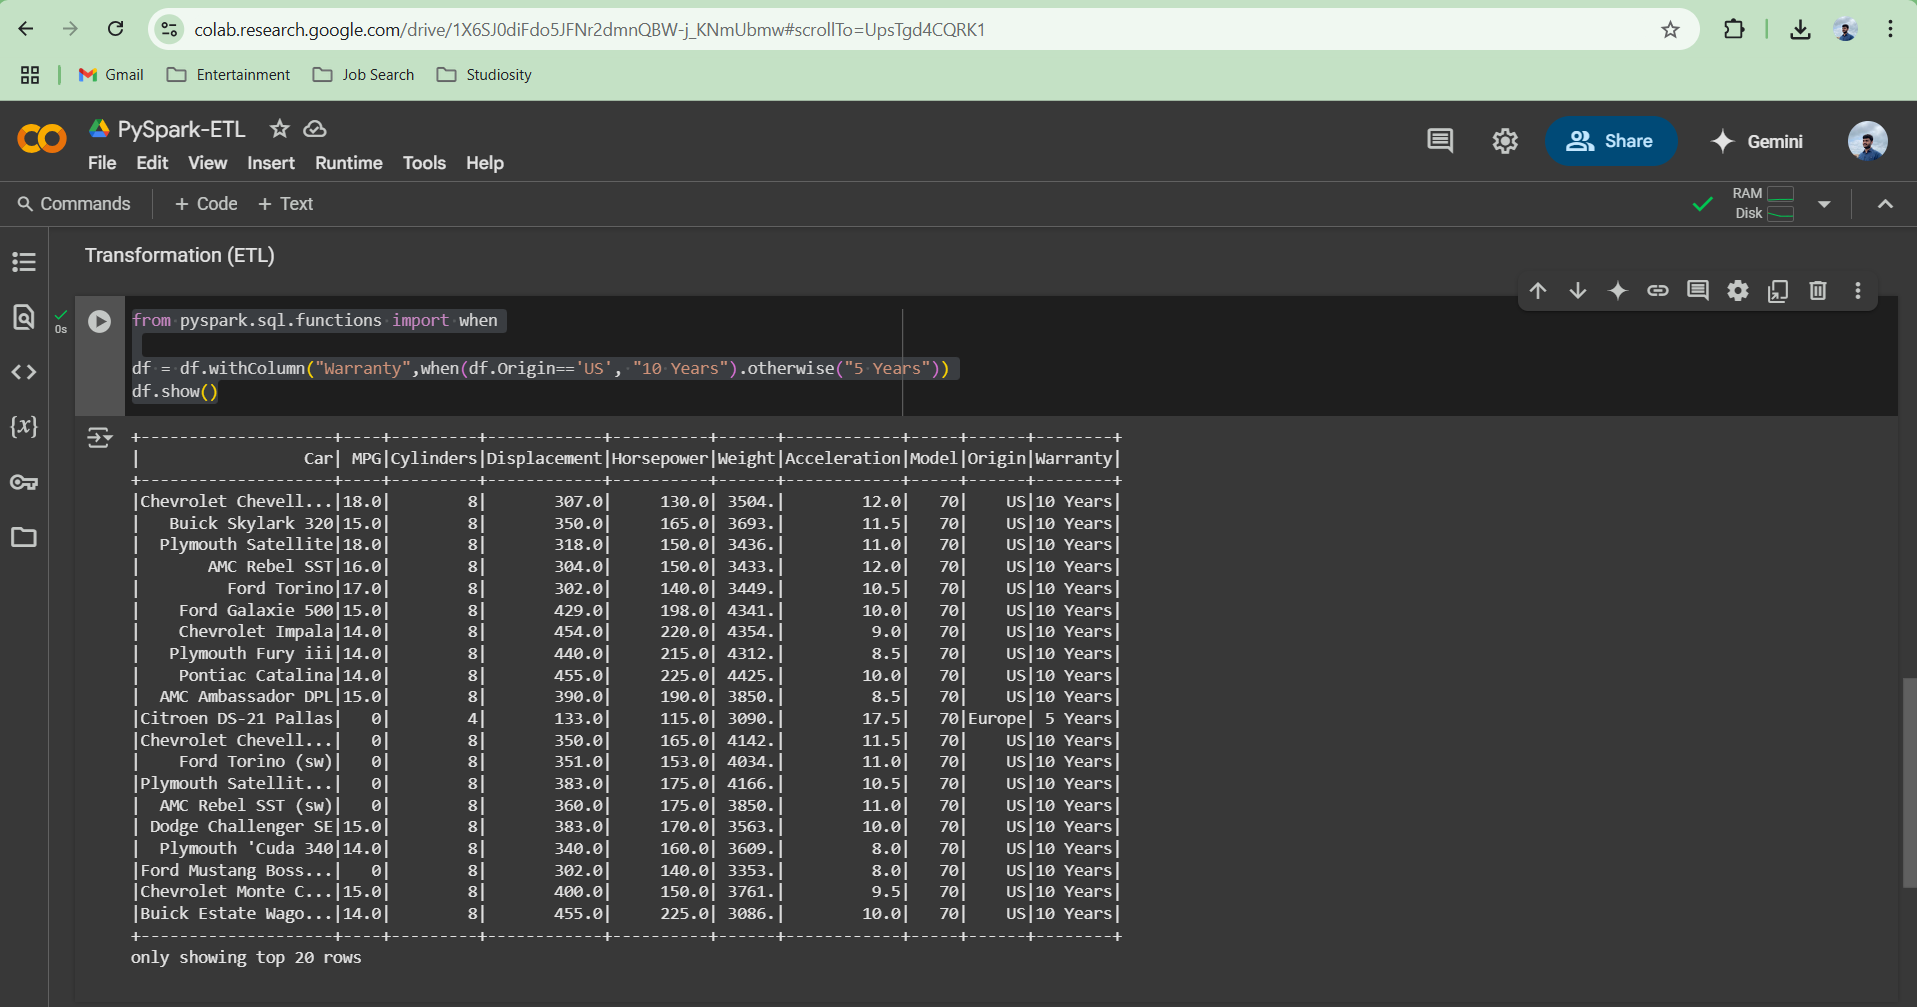 colab.research.google.com/drive/1X6SJ0diFdo5JFNr2dmnQBW-j_KNmUbmw#scrollTo=UpsTgd4CQRK1
Gmail Entertainment Job Search Studiosity
PySpark-ETL
File Edit View Insert Runtime Tools Help
Share Gemini
Commands + Code + Text
RAM
Disk
Transformation (ETL)
0s
from pyspark.sql.functions import when
df = df.withColumn("Warranty",when(df.Origin=='US', "10 Years").otherwise("5 Years"))
df.show()
+--------------------+----+---------+------------+----------+------+------------+-----+------+--------+
|                 Car| MPG|Cylinders|Displacement|Horsepower|Weight|Acceleration|Model|Origin|Warranty|
+--------------------+----+---------+------------+----------+------+------------+-----+------+--------+
|Chevrolet Chevell...|18.0|        8|       307.0|     130.0| 3504.|        12.0|   70|    US|10 Years|
|   Buick Skylark 320|15.0|        8|       350.0|     165.0| 3693.|        11.5|   70|    US|10 Years|
|  Plymouth Satellite|18.0|        8|       318.0|     150.0| 3436.|        11.0|   70|    US|10 Years|
|       AMC Rebel SST|16.0|        8|       304.0|     150.0| 3433.|        12.0|   70|    US|10 Years|
|         Ford Torino|17.0|        8|       302.0|     140.0| 3449.|        10.5|   70|    US|10 Years|
|    Ford Galaxie 500|15.0|        8|       429.0|     198.0| 4341.|        10.0|   70|    US|10 Years|
|    Chevrolet Impala|14.0|        8|       454.0|     220.0| 4354.|         9.0|   70|    US|10 Years|
|   Plymouth Fury iii|14.0|        8|       440.0|     215.0| 4312.|         8.5|   70|    US|10 Years|
|    Pontiac Catalina|14.0|        8|       455.0|     225.0| 4425.|        10.0|   70|    US|10 Years|
|  AMC Ambassador DPL|15.0|        8|       390.0|     190.0| 3850.|         8.5|   70|    US|10 Years|
|Citroen DS-21 Pallas|   0|        4|       133.0|     115.0| 3090.|        17.5|   70|Europe| 5 Years|
|Chevrolet Chevell...|   0|        8|       350.0|     165.0| 4142.|        11.5|   70|    US|10 Years|
|    Ford Torino (sw)|   0|        8|       351.0|     153.0| 4034.|        11.0|   70|    US|10 Years|
|Plymouth Satellit...|   0|        8|       383.0|     175.0| 4166.|        10.5|   70|    US|10 Years|
|  AMC Rebel SST (sw)|   0|        8|       360.0|     175.0| 3850.|        11.0|   70|    US|10 Years|
| Dodge Challenger SE|15.0|        8|       383.0|     170.0| 3563.|        10.0|   70|    US|10 Years|
|  Plymouth 'Cuda 340|14.0|        8|       340.0|     160.0| 3609.|         8.0|   70|    US|10 Years|
|Ford Mustang Boss...|   0|        8|       302.0|     140.0| 3353.|         8.0|   70|    US|10 Years|
|Chevrolet Monte C...|15.0|        8|       400.0|     150.0| 3761.|         9.5|   70|    US|10 Years|
|Buick Estate Wago...|14.0|        8|       455.0|     225.0| 3086.|        10.0|   70|    US|10 Years|
+--------------------+----+---------+------------+----------+------+------------+-----+------+--------+
only showing top 20 rows